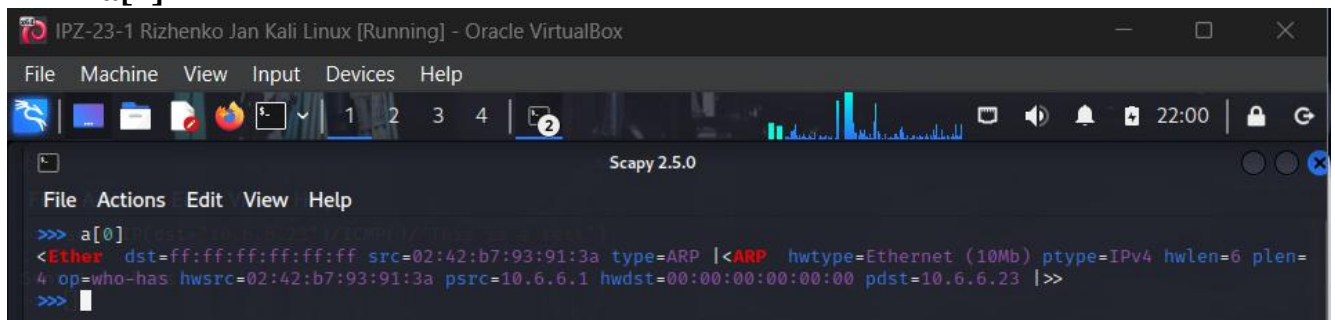 IPZ-23-1 Rizhenko Jan Kali Linux [Running] - Oracle VirtualBox
File Machine View Input Devices Help
1 2 3 4 2 22:00
Scapy 2.5.0
File Actions Edit View Help
>>> a[0]
<Ether dst=ff:ff:ff:ff:ff:ff src=02:42:b7:93:91:3a type=ARP |<ARP hwtype=Ethernet (10Mb) ptype=IPv4 hwlen=6 plen=
4 op=who-has hwsrc=02:42:b7:93:91:3a psrc=10.6.6.1 hwdst=00:00:00:00:00:00 pdst=10.6.6.23 |>>
>>>